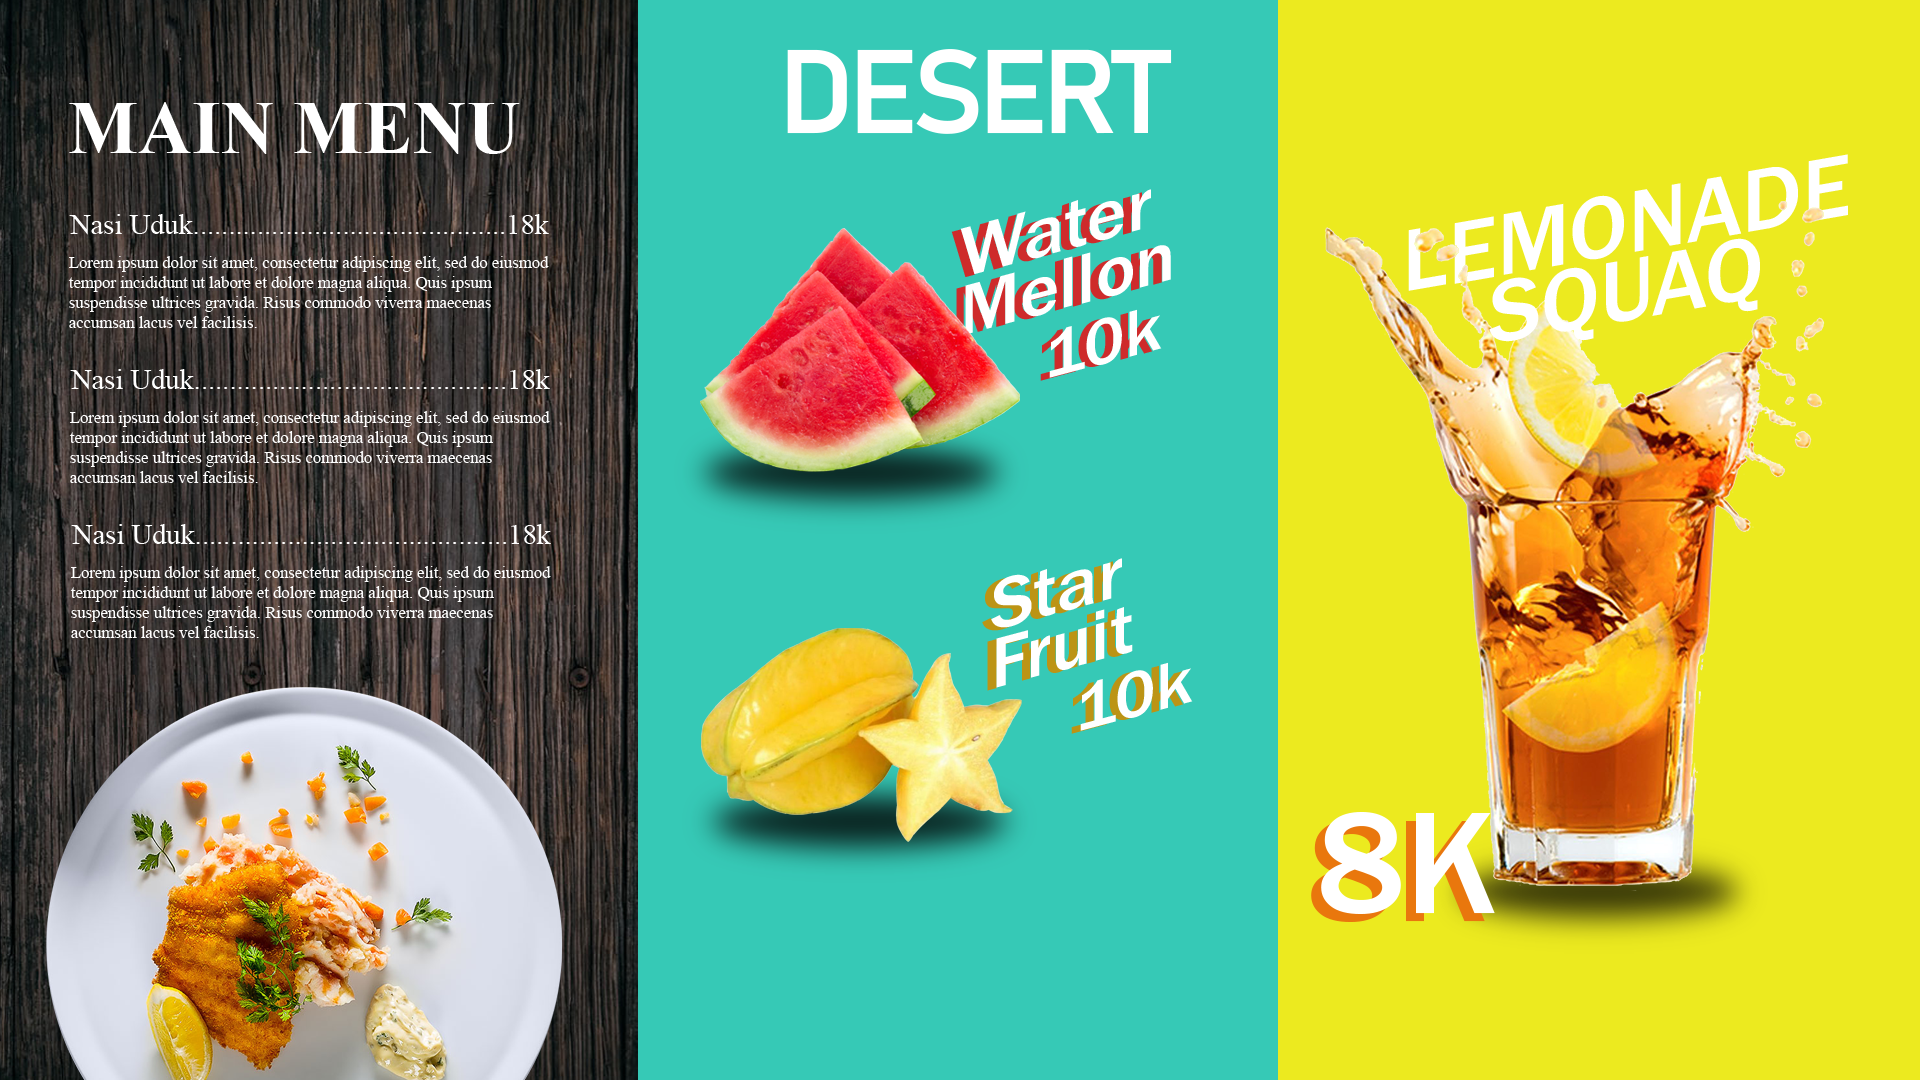 MAIN MENU
Nasi Uduk............................................18k
Lorem ipsum dolor sit amet, consectetur adipiscing elit, sed do eiusmod
tempor incididunt ut labore et dolore magna aliqua. Quis ipsum
suspendisse ultrices gravida. Risus commodo viverra maecenas
accumsan lacus vel facilisis.
Nasi Uduk............................................18k
Lorem ipsum dolor sit amet, consectetur adipiscing elit, sed do eiusmod
tempor incididunt ut labore et dolore magna aliqua. Quis ipsum
suspendisse ultrices gravida. Risus commodo viverra maecenas
accumsan lacus vel facilisis.
Nasi Uduk............................................18k
Lorem ipsum dolor sit amet, consectetur adipiscing elit, sed do eiusmod
tempor incididunt ut labore et dolore magna aliqua. Quis ipsum
suspendisse ultrices gravida. Risus commodo viverra maecenas
accumsan lacus vel facilisis.
DESERT
Water
Mellon
10k
Star
Fruit
10k
LEMONADE
SQUAQ
8K